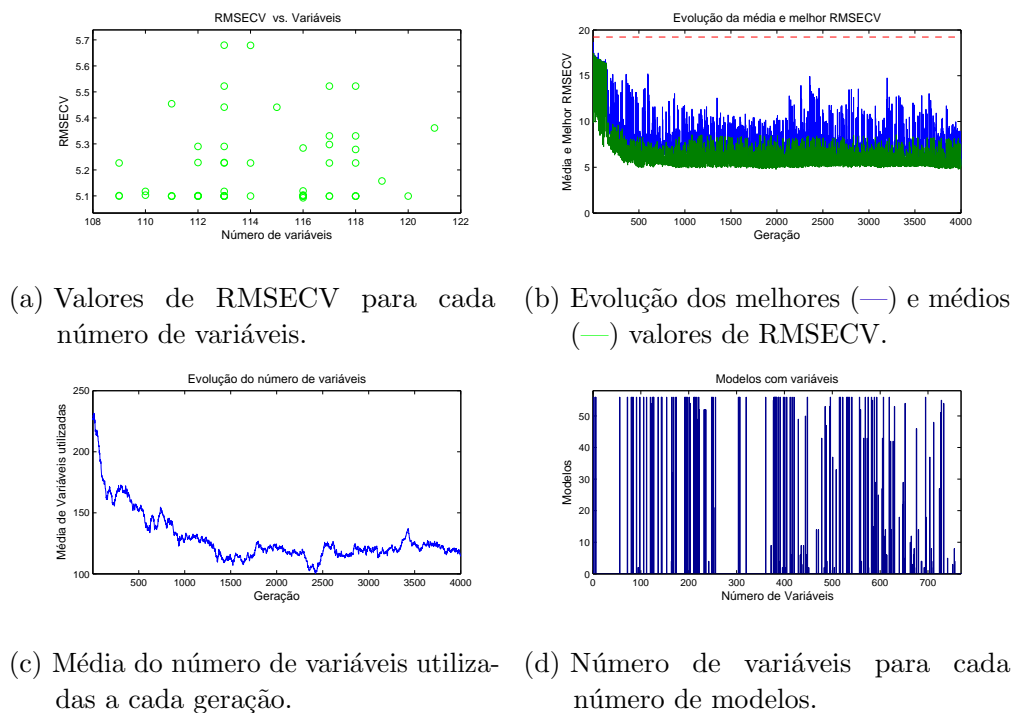 RMSECV vs. Variáveis
5.7
5.6
5.5
5.4
5.3
5.2
5.1
108 110 112 114 116 118 120 122
RMSECV
Número de variáveis
Evolução da média e melhor RMSECV
20
15
10
5
0
500 1000 1500 2000 2500 3000 3500 4000
Média e Melhor RMSECV
Geração
(a) Valores de RMSECV para cada
número de variáveis.
(b) Evolução dos melhores (—) e médios
(—) valores de RMSECV.
Evolução do número de variáveis
250
200
150
100
500 1000 1500 2000 2500 3000 3500 4000
Média de Variáveis utilizadas
Geração
Modelos com variáveis
50
40
30
20
10
0
0 100 200 300 400 500 600 700
Modelos
Número de Variáveis
(c) Média do número de variáveis utiliza-
das a cada geração.
(d) Número de variáveis para cada
número de modelos.